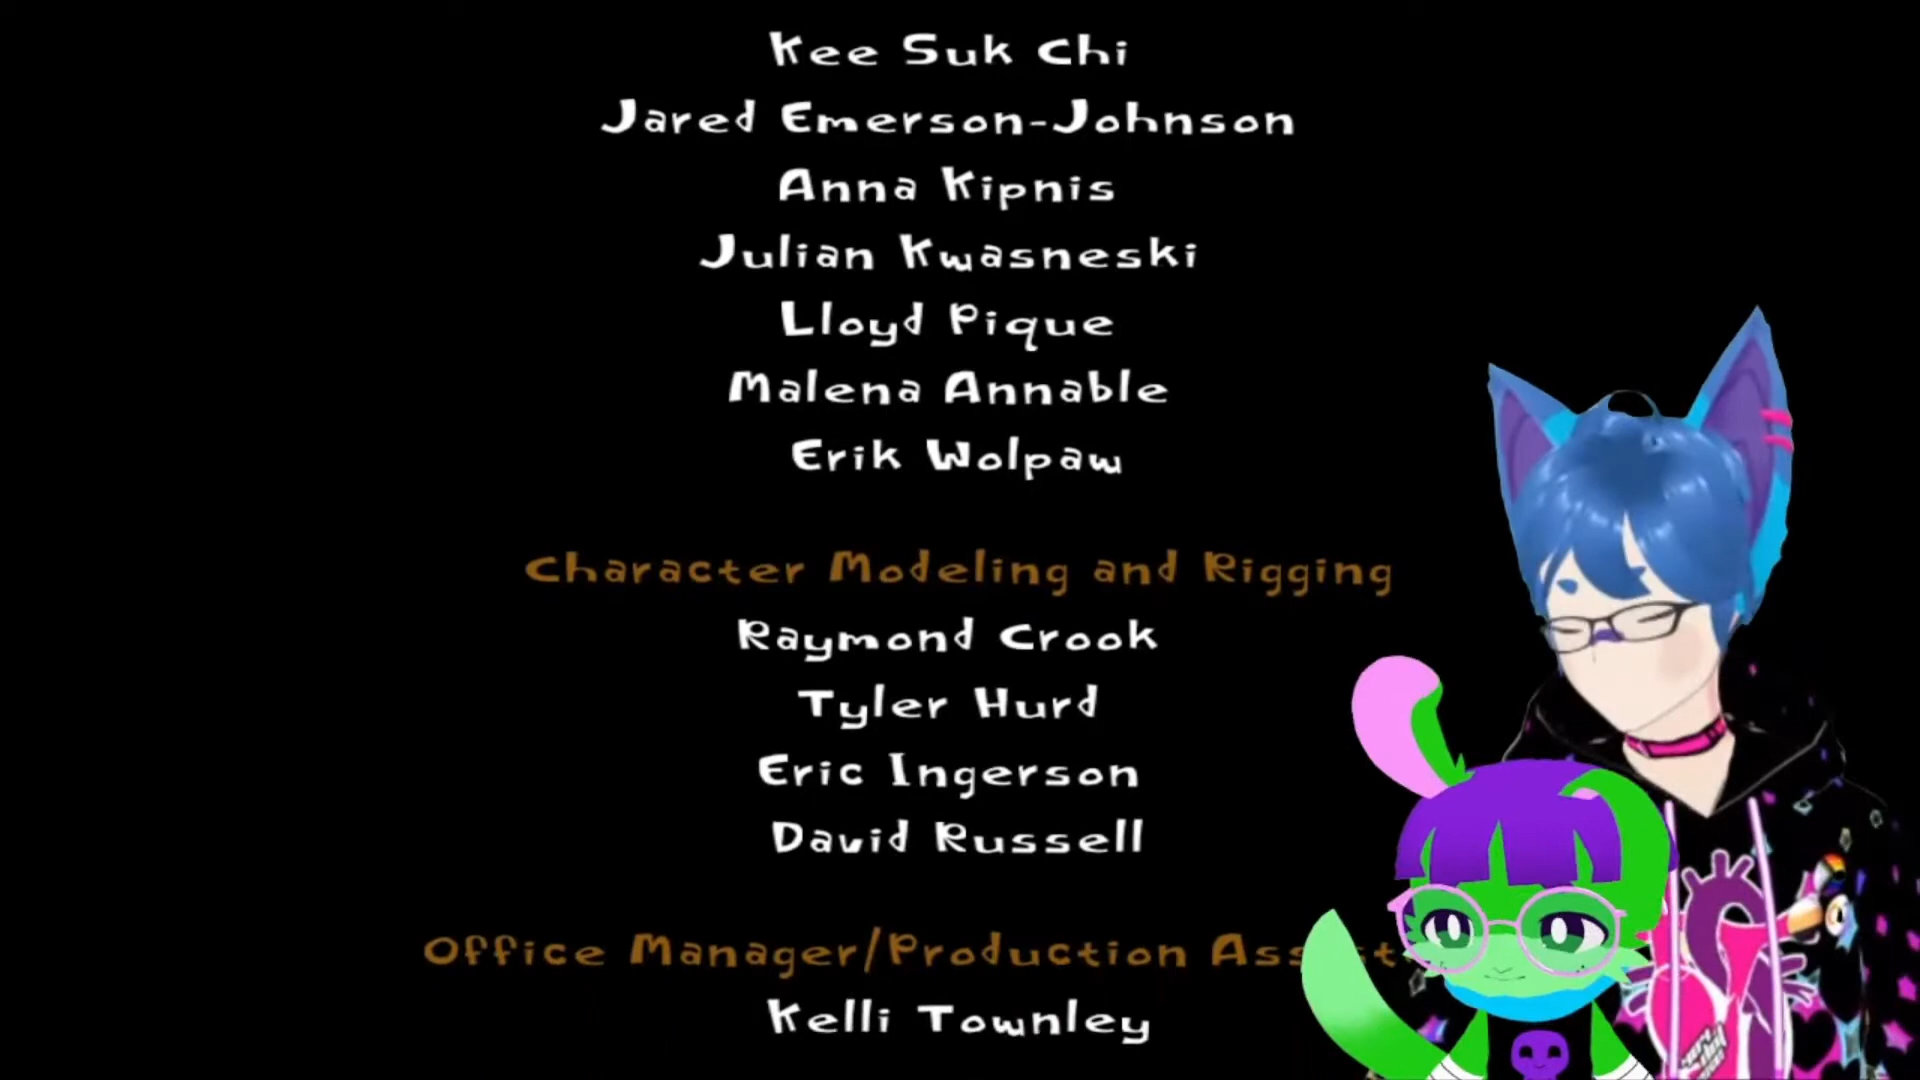 Kee Suk Chi
Jared Emerson-Johnson
Anna Kipnis
Julian Kwasneski
Lloyd Pique
Malena Annable
Erik Wolpaw
Character Modeling and Rigging
Raymond Crook
Tyler Hurd
Eric Ingerson
David Russell
Office Manager/Production
Kelli Townley